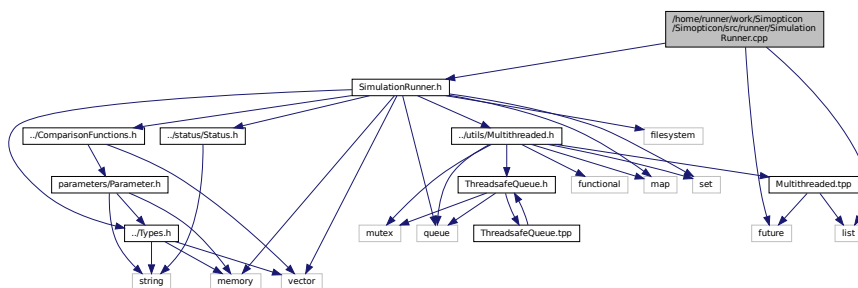 /home/runner/work/Simopticon
/Simopticon/src/runner/Simulation
Runner.cpp
SimulationRunner.h
../ComparisonFunctions.h
../status/Status.h
../utils/Multithreaded.h
filesystem
parameters/Parameter.h
ThreadsafeQueue.h
functional
map
set
Multithreaded.tpp
../Types.h
mutex
queue
ThreadsafeQueue.tpp
future
list
string
memory
vector